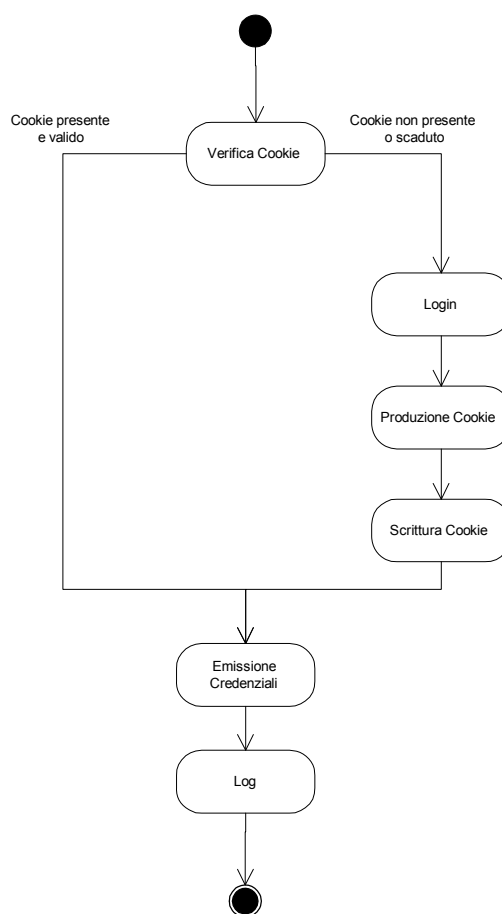 Cookie presente
e valido
Cookie non presente
o scaduto
Verifica Cookie
Login
Produzione Cookie
Scrittura Cookie
Emissione
Credenziali
Log